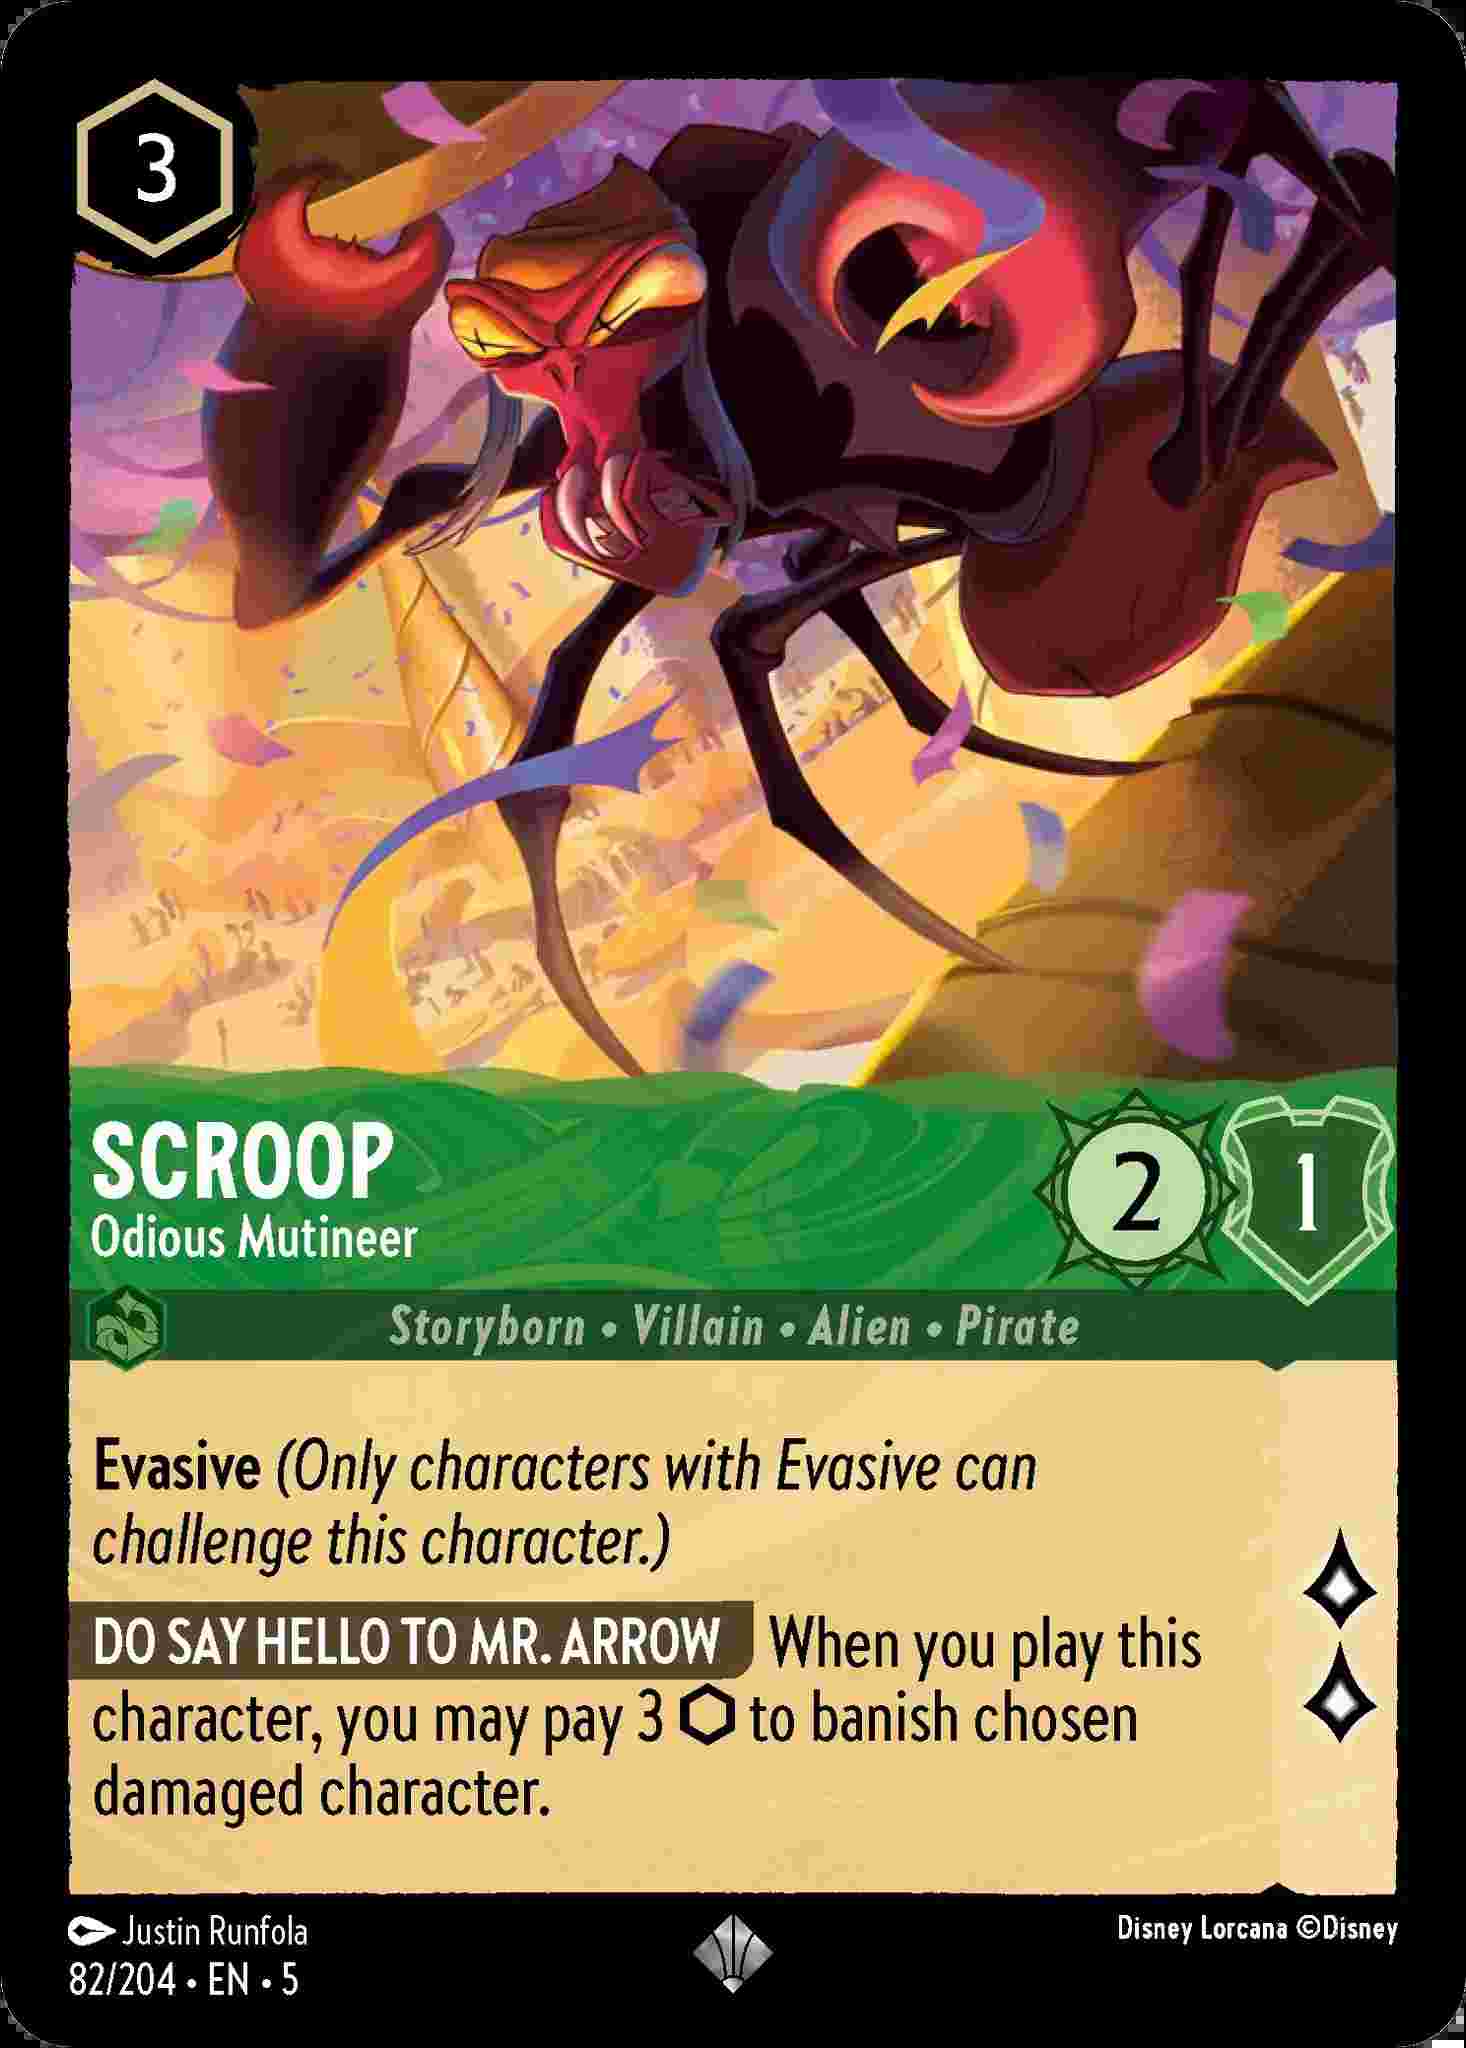 3
SCROOP
Odious Mutineer
2
1
Storyborn • Villain • Alien • Pirate
Evasive (Only characters with Evasive can
challenge this character.)
DO SAY HELLO TO MR. ARROW When you play this
character, you may pay 3 ⬡ to banish chosen
damaged character.
Justin Runfola
Disney Lorcana ©Disney
82/204 • EN • 5